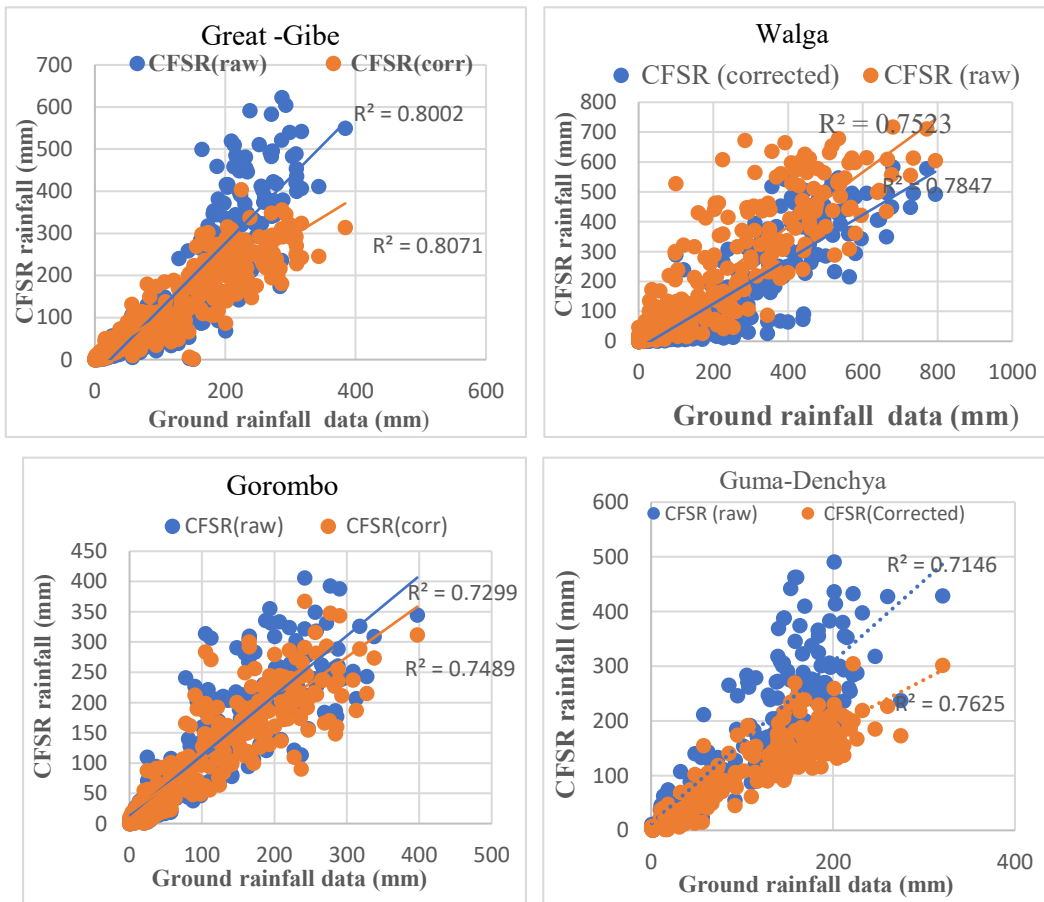 Great -Gibe
CFSR(raw) CFSR(corr)
700
600
500
400
300
200
100
0
R² = 0.8002
R² = 0.8071
CFSR rainfall (mm)
0 200 400 600
Ground rainfall data (mm)
Walga
CFSR (corrected) CFSR (raw)
800
700
600
500
400
300
200
100
0
R² = 0.7523
R² = 0.7847
CFSR rainfall (mm)
0 200 400 600 800 1000
Ground rainfall data (mm)
Gorombo
CFSR(raw) CFSR(corr)
450
400
350
300
250
200
150
100
50
0
R² = 0.7299
R² = 0.7489
CFSR rainfall (mm)
0 100 200 300 400 500
Ground rainfall data (mm)
Guma-Denchya
CFSR (raw) CFSR(Corrected)
600
500
400
300
200
100
0
R² = 0.7146
R² = 0.7625
CFSR rainfall (mm)
0 200 400
Ground rainfall data (mm)